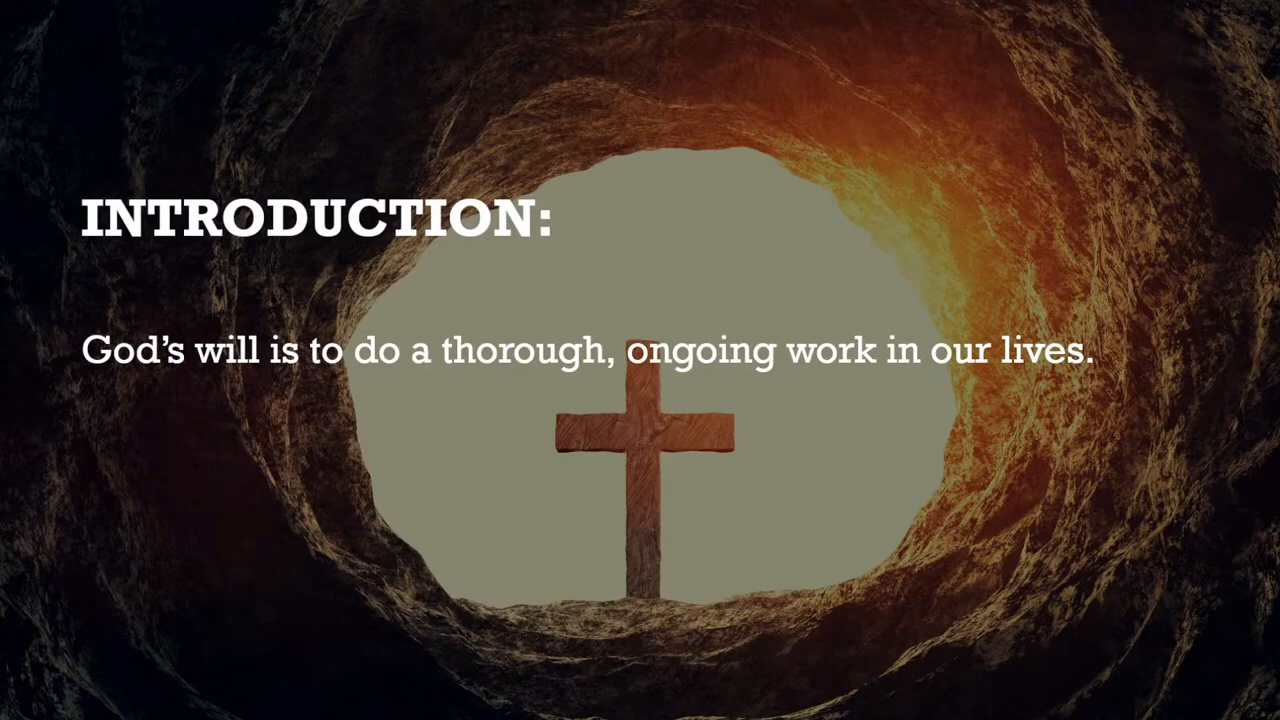 INTRODUCTION:
God’s will is to do a thorough, ongoing work in our lives.